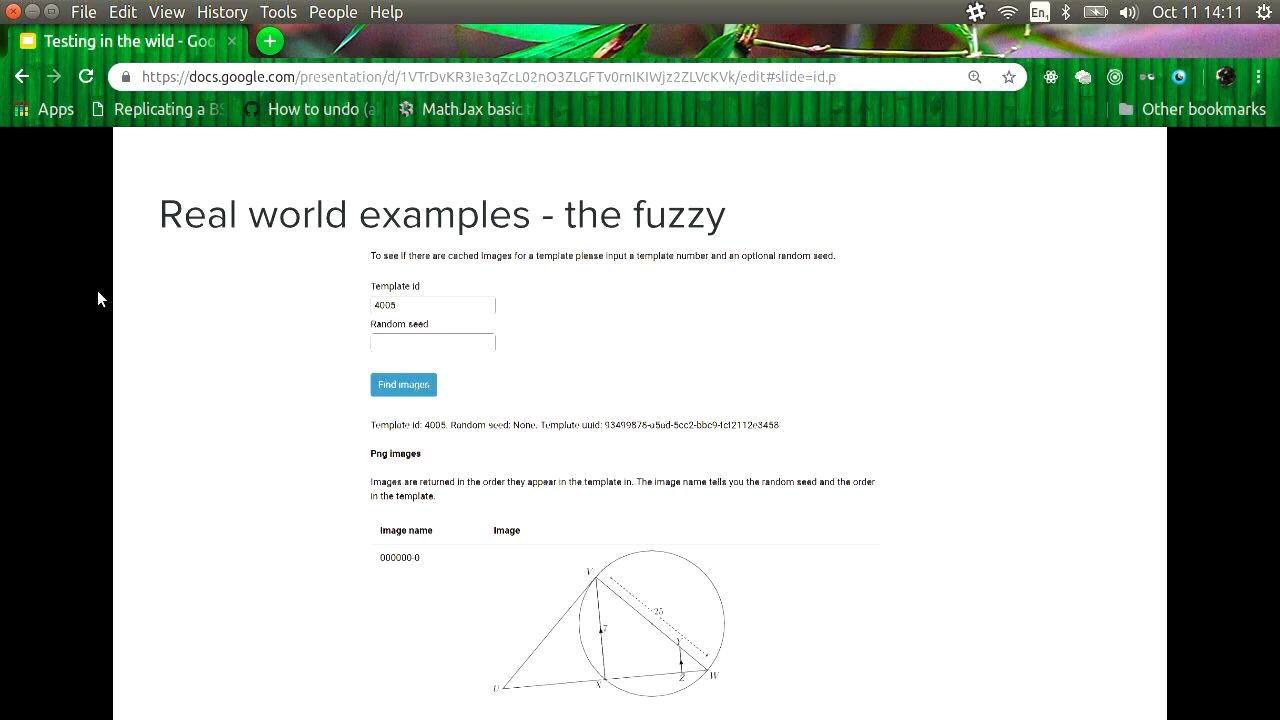 File Edit View History Tools People Help
En1 Oct 11 14:11
Testing in the wild - Goo
https://docs.google.com/presentation/d/1VTrDvKR3Ie3qZcL02nO3ZLGFTv0rnIKIWjz2ZLVcKVk/edit#slide=id.p
Apps Replicating a BS How to undo (a MathJax basic t Other bookmarks
Real world examples - the fuzzy
To see if there are cached images for a template please input a template number and an optional random seed.
Template id
4005
Random seed
Find images
Template id: 4005. Random seed: None. Template uuid: 93499878-a5ad-5cc2-bbc9-fcf2112e3458
Png images
Images are returned in the order they appear in the template in. The image name tells you the random seed and the order
in the template.
Image name Image
000000-0
V
25
7
Y
U X Z W